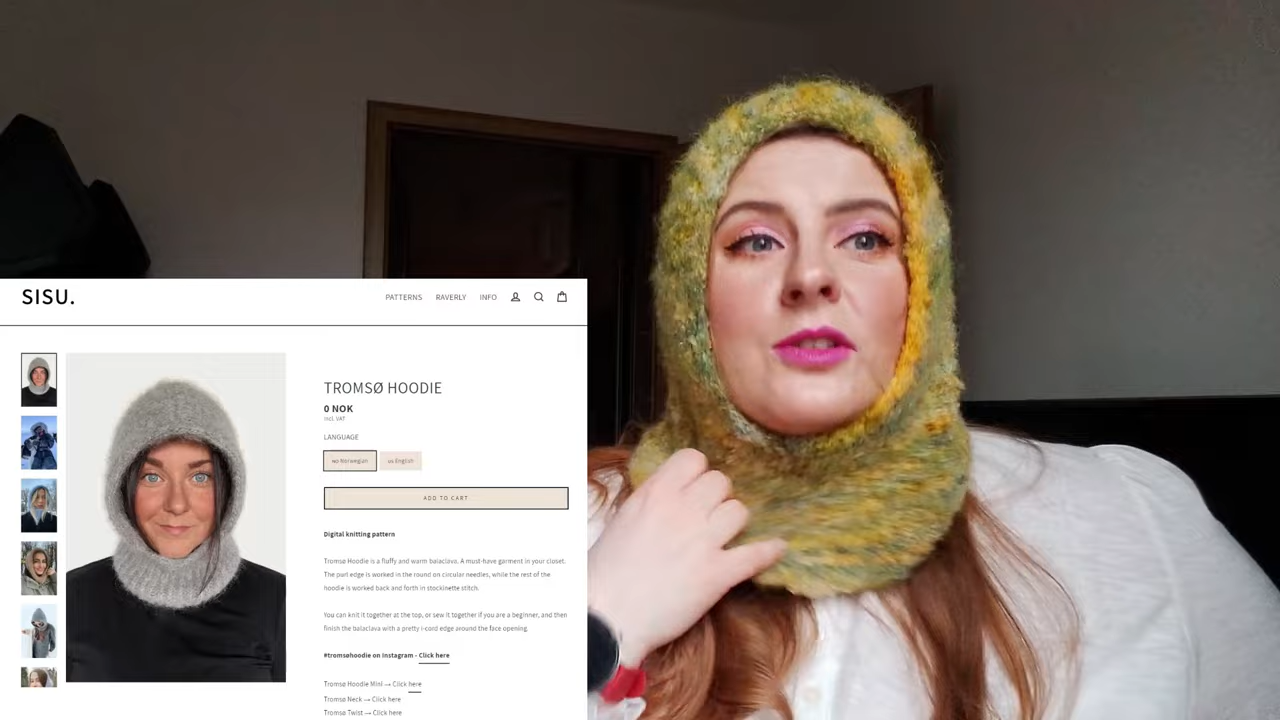 SISU.
PATTERNS RAVERLY INFO
TROMSØ HOODIE
0 NOK
Incl. VAT
LANGUAGE
NO Norwegian US English
ADD TO CART
Digital knitting pattern
Tromsø Hoodie is a fluffy and warm balaclava. A must-have garment in your closet.
The purl edge is worked in the round on circular needles, while the rest of the
hoodie is worked back and forth in stockinette stitch.
You can knit it together at the top, or sew it together if you are a beginner, and then
finish the balaclava with a pretty i-cord edge around the face opening.
#tromsøhoodie on Instagram - Click here
Tromsø Hoodie Mini → Click here
Tromsø Neck → Click here
Tromsø Twist → Click here